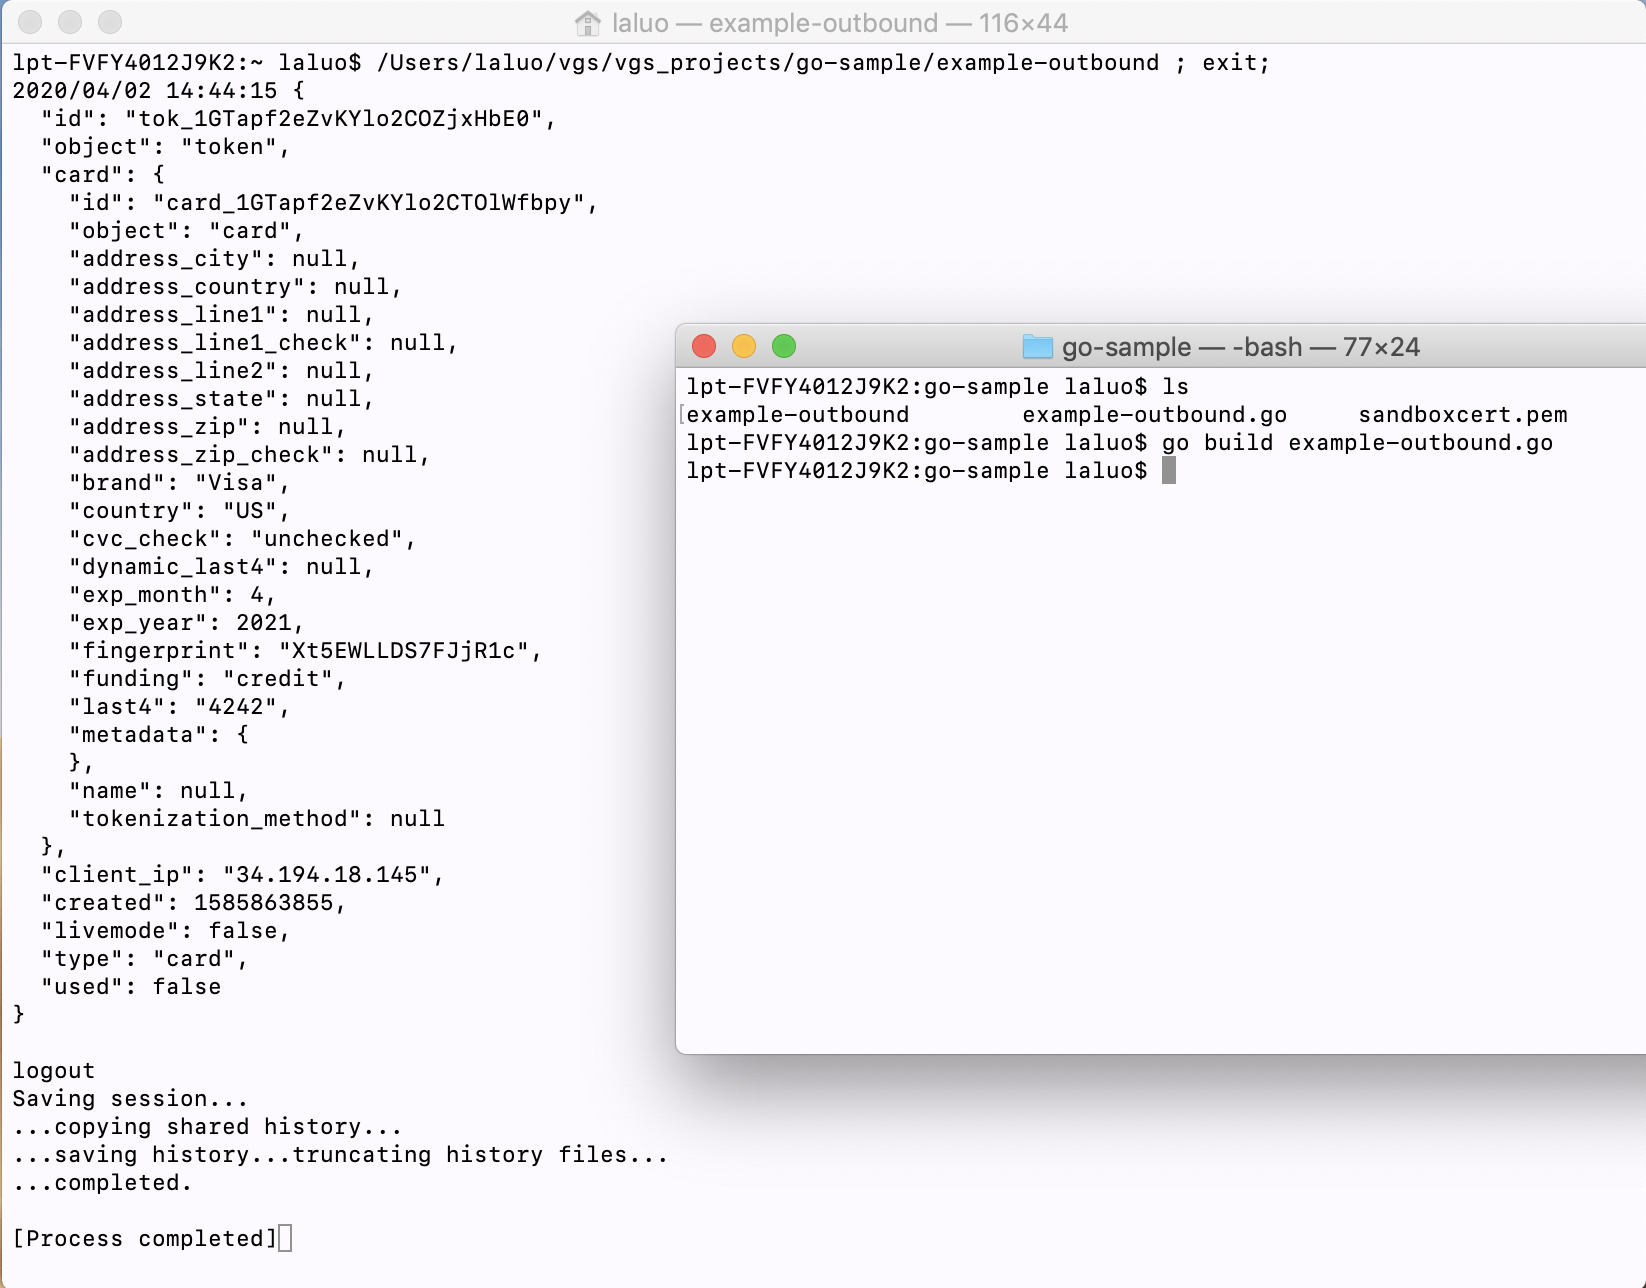 laluo — example-outbound — 116×44
lpt-FVFY4012J9K2:~ laluo$ /Users/laluo/vgs/vgs_projects/go-sample/example-outbound ; exit;
2020/04/02 14:44:15 {
  "id": "tok_1GTapf2eZvKYlo2COZjxHbE0",
  "object": "token",
  "card": {
    "id": "card_1GTapf2eZvKYlo2CTOlWfbpy",
    "object": "card",
    "address_city": null,
    "address_country": null,
    "address_line1": null,
    "address_line1_check": null,
    "address_line2": null,
    "address_state": null,
    "address_zip": null,
    "address_zip_check": null,
    "brand": "Visa",
    "country": "US",
    "cvc_check": "unchecked",
    "dynamic_last4": null,
    "exp_month": 4,
    "exp_year": 2021,
    "fingerprint": "Xt5EWLLDS7FJjR1c",
    "funding": "credit",
    "last4": "4242",
    "metadata": {
    },
    "name": null,
    "tokenization_method": null
  },
  "client_ip": "34.194.18.145",
  "created": 1585863855,
  "livemode": false,
  "type": "card",
  "used": false
}
logout
Saving session...
...copying shared history...
...saving history...truncating history files...
...completed.
[Process completed]
go-sample — -bash — 77×24
lpt-FVFY4012J9K2:go-sample laluo$ ls
[example-outbound        example-outbound.go     sandboxcert.pem
lpt-FVFY4012J9K2:go-sample laluo$ go build example-outbound.go
lpt-FVFY4012J9K2:go-sample laluo$